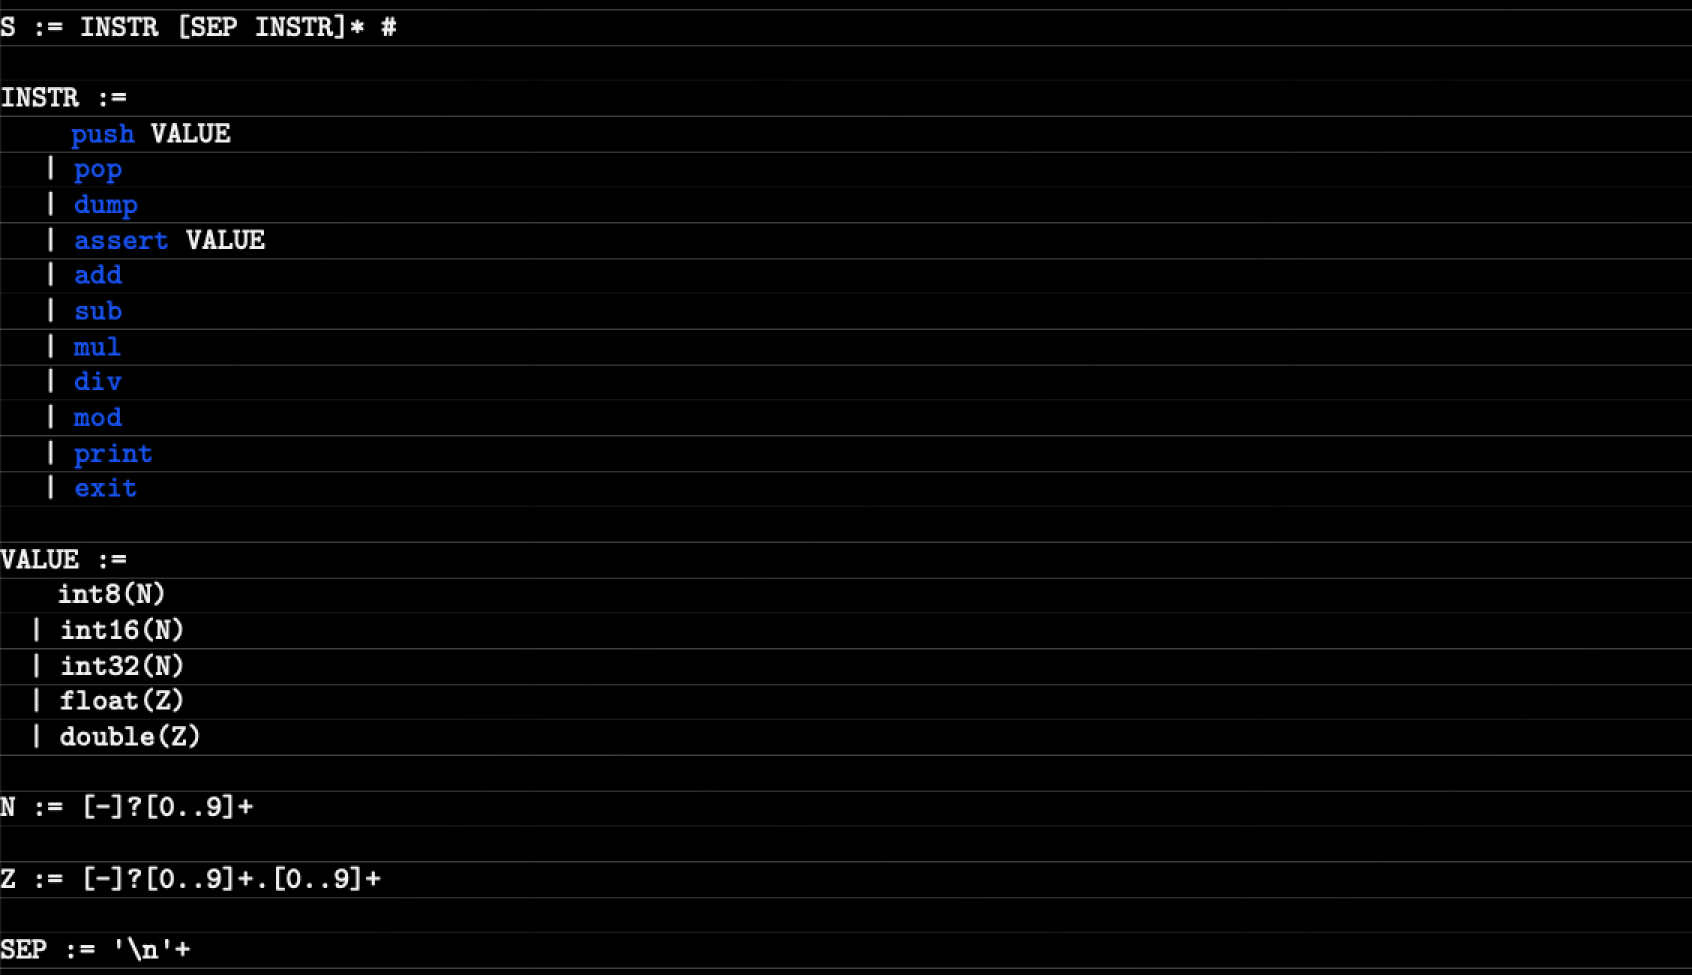 S := INSTR [SEP INSTR]* #
INSTR :=
push VALUE
| pop
| dump
| assert VALUE
| add
| sub
| mul
| div
| mod
| print
| exit
VALUE :=
int8(N)
| int16(N)
| int32(N)
| float(Z)
| double(Z)
N := [-]?[0..9]+
Z := [-]?[0..9]+.[0..9]+
SEP := '\n'+